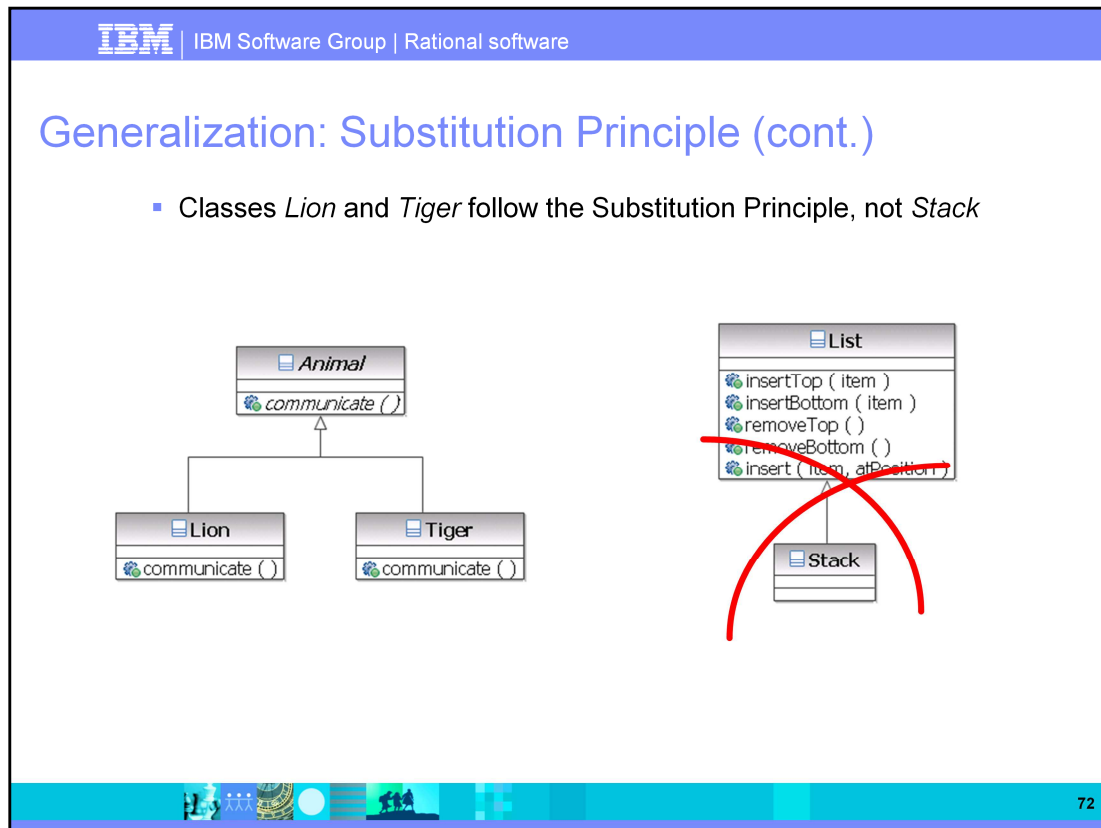 IBM | IBM Software Group | Rational software
Generalization: Substitution Principle (cont.)
▪ Classes Lion and Tiger follow the Substitution Principle, not Stack
Animal
communicate ( )
Lion
communicate ( )
Tiger
communicate ( )
List
insertTop ( item )
insertBottom ( item )
removeTop ( )
removeBottom ( )
insert ( item, atPosition )
Stack
72